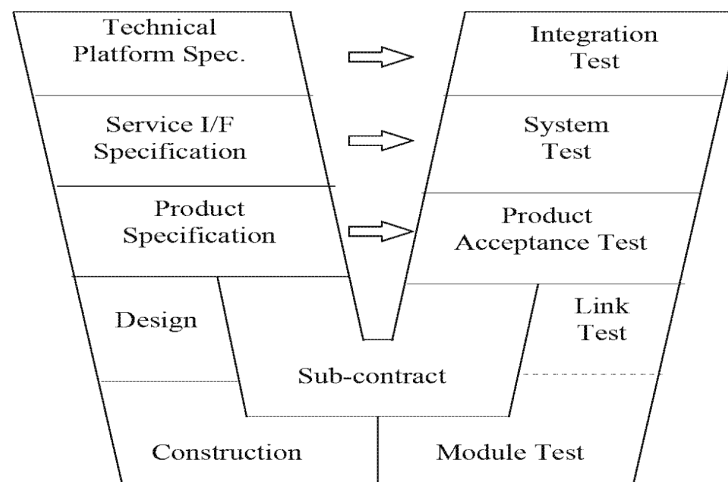 Technical
Platform Spec.
Integration
Test
Service I/F
Specification
System
Test
Product
Specification
Product
Acceptance Test
Design
Link
Test
Sub-contract
Construction
Module Test